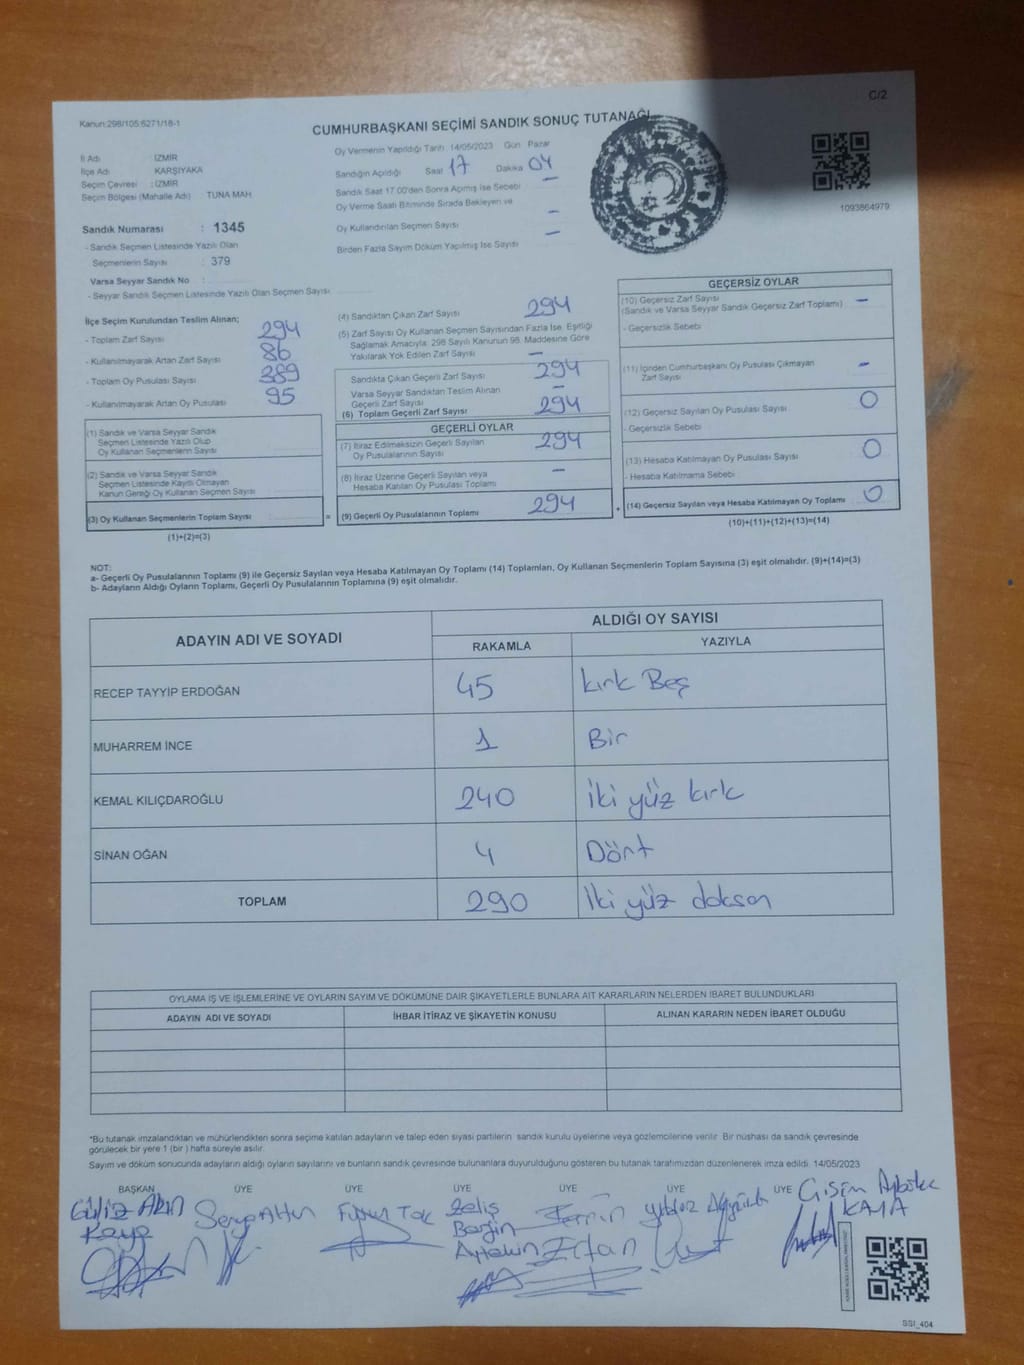 C/2
Kanun:298/105:6271/18-1
CUMHURBAŞKANI SEÇİMİ SANDIK SONUÇ TUTANAĞI
İl Adı : İZMİR
İlçe Adı : KARŞIYAKA
Seçim Çevresi : İZMİR
Seçim Bölgesi (Mahalle Adı) TUNA MAH.
Oy Vermenin Yapıldığı Tarih 14/05/2023 Gün Pazar
Sandığın Açıldığı Saat 17 Dakika 04
Sandık Saat 17.00'den Sonra Açılmış İse Sebebi –
Oy Verme Saati Bitiminde Sırada Bekleyen ve
Oy Kullandırılan Seçmen Sayısı –
Birden Fazla Sayım Döküm Yapılmış İse Sayısı –
1093864979
Sandık Numarası : 1345
- Sandık Seçmen Listesinde Yazılı Olan
Seçmenlerin Sayısı : 379
Varsa Seyyar Sandık No :
- Seyyar Sandık Seçmen Listesinde Yazılı Olan Seçmen Sayısı
İlçe Seçim Kurulundan Teslim Alınan;
- Toplam Zarf Sayısı 294
- Kullanılmayarak Artan Zarf Sayısı 86
- Toplam Oy Pusulası Sayısı 389
- Kullanılmayarak Artan Oy Pusulası 95
(1) Sandık ve Varsa Seyyar Sandık
Seçmen Listesinde Yazılı Olup
Oy Kullanan Seçmenlerin Sayısı
(2) Sandık ve Varsa Seyyar Sandık
Seçmen Listesinde Kayıtlı Olmayan
Kanun Gereği Oy Kullanan Seçmen Sayısı
(3) Oy Kullanan Seçmenlerin Toplam Sayısı =
(1)+(2)=(3)
(4) Sandıktan Çıkan Zarf Sayısı 294
(5) Zarf Sayısı Oy Kullanan Seçmen Sayısından Fazla İse, Eşitliği
Sağlamak Amacıyla; 298 Sayılı Kanunun 98. Maddesine Göre
Yakılarak Yok Edilen Zarf Sayısı –
Sandıkta Çıkan Geçerli Zarf Sayısı 294
Varsa Seyyar Sandıktan Teslim Alınan
Geçerli Zarf Sayısı –
(6) Toplam Geçerli Zarf Sayısı 294
GEÇERLİ OYLAR
(7) İtiraz Edilmeksizin Geçerli Sayılan
Oy Pusulalarının Sayısı 294
(8) İtiraz Üzerine Geçerli Sayılan veya
Hesaba Katılan Oy Pusulası Toplamı –
(9) Geçerli Oy Pusulalarının Toplamı 294 +
GEÇERSİZ OYLAR
(10) Geçersiz Zarf Sayısı
(Sandık ve Varsa Seyyar Sandık Geçersiz Zarf Toplamı) –
- Geçersizlik Sebebi
(11) İçinden Cumhurbaşkanı Oy Pusulası Çıkmayan
Zarf Sayısı –
(12) Geçersiz Sayılan Oy Pusulası Sayısı 0
- Geçersizlik Sebebi
(13) Hesaba Katılmayan Oy Pusulası Sayısı 0
- Hesaba Katılmama Sebebi
(14) Geçersiz Sayılan veya Hesaba Katılmayan Oy Toplamı 0
(10)+(11)+(12)+(13)=(14)
NOT:
a- Geçerli Oy Pusulalarının Toplamı (9) ile Geçersiz Sayılan veya Hesaba Katılmayan Oy Toplamı (14) Toplamları, Oy Kullanan Seçmenlerin Toplam Sayısına (3) eşit olmalıdır. (9)+(14)=(3)
b- Adayların Aldığı Oyların Toplamı, Geçerli Oy Pusulalarının Toplamına (9) eşit olmalıdır.
ADAYIN ADI VE SOYADI
ALDIĞI OY SAYISI
RAKAMLA YAZIYLA
RECEP TAYYİP ERDOĞAN 45 kırk Beş
MUHARREM İNCE 1 Bir
KEMAL KILIÇDAROĞLU 240 iki yüz kırk
SİNAN OĞAN 4 Dört
TOPLAM 290 iki yüz doksan
OYLAMA İŞ VE İŞLEMLERİNE VE OYLARIN SAYIM VE DÖKÜMÜNE DAİR ŞİKAYETLERLE BUNLARA AİT KARARLARIN NELERDEN İBARET BULUNDUKLARI
ADAYIN ADI VE SOYADI İHBAR İTİRAZ VE ŞİKAYETİN KONUSU ALINAN KARARIN NEDEN İBARET OLDUĞU
*Bu tutanak imzalandıktan ve mühürlendikten sonra seçime katılan adayların ve talep eden siyasi partilerin sandık kurulu üyelerine veya gözlemcilerine verilir. Bir nüshası da sandık çevresinde
görülecek bir yere 1 (bir ) hafta süreyle asılır.
Sayım ve döküm sonucunda adayların aldığı oyların sayılarını ve bunların sandık çevresinde bulunanlara duyurulduğunu gösteren bu tutanak tarafımızdan düzenlenerek imza edildi. 14/05/2023
BAŞKAN ÜYE ÜYE ÜYE ÜYE ÜYE ÜYE
Güliz Akın
Kaya
Füsun Tok
Zeliş
Aytekin
Ertan
Yıldız
KAYA
SSI_404